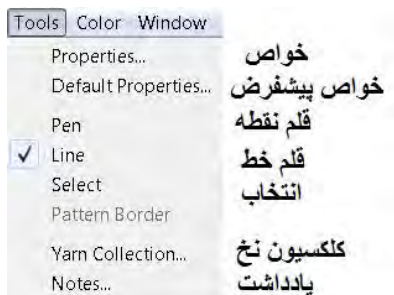 Tools Color Window
Properties... خواص
Default Properties... خواص پیشفرض
Pen قلم نقطه
Line قلم خط
Select انتخاب
Pattern Border
Yarn Collection... کلکسیون نخ
Notes... یادداشت